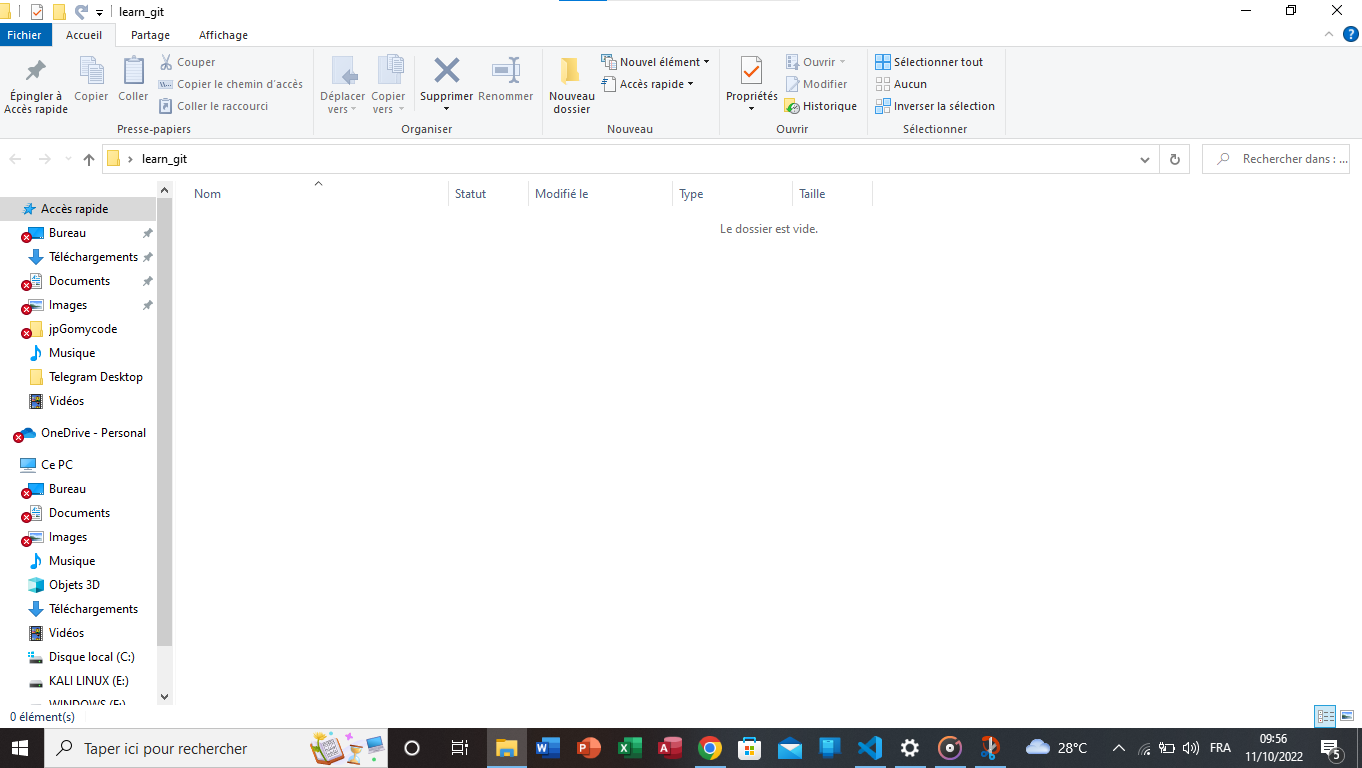 learn_git
Fichier Accueil Partage Affichage
Épingler à Accès rapide
Copier
Coller
Couper
Copier le chemin d'accès
Coller le raccourci
Presse-papiers
Déplacer vers
Copier vers
Supprimer
Renommer
Organiser
Nouveau dossier
Nouvel élément
Accès rapide
Nouveau
Propriétés
Ouvrir
Modifier
Historique
Ouvrir
Sélectionner tout
Aucun
Inverser la sélection
Sélectionner
learn_git
Rechercher dans : ...
Nom Statut Modifié le Type Taille
Le dossier est vide.
Accès rapide
Bureau
Téléchargements
Documents
Images
jpGomycode
Musique
Telegram Desktop
Vidéos
OneDrive - Personal
Ce PC
Bureau
Documents
Images
Musique
Objets 3D
Téléchargements
Vidéos
Disque local (C:)
KALI LINUX (E:)
WINDOWS (F:)
0 élément(s)
Taper ici pour rechercher
28°C
FRA
09:56
11/10/2022
5